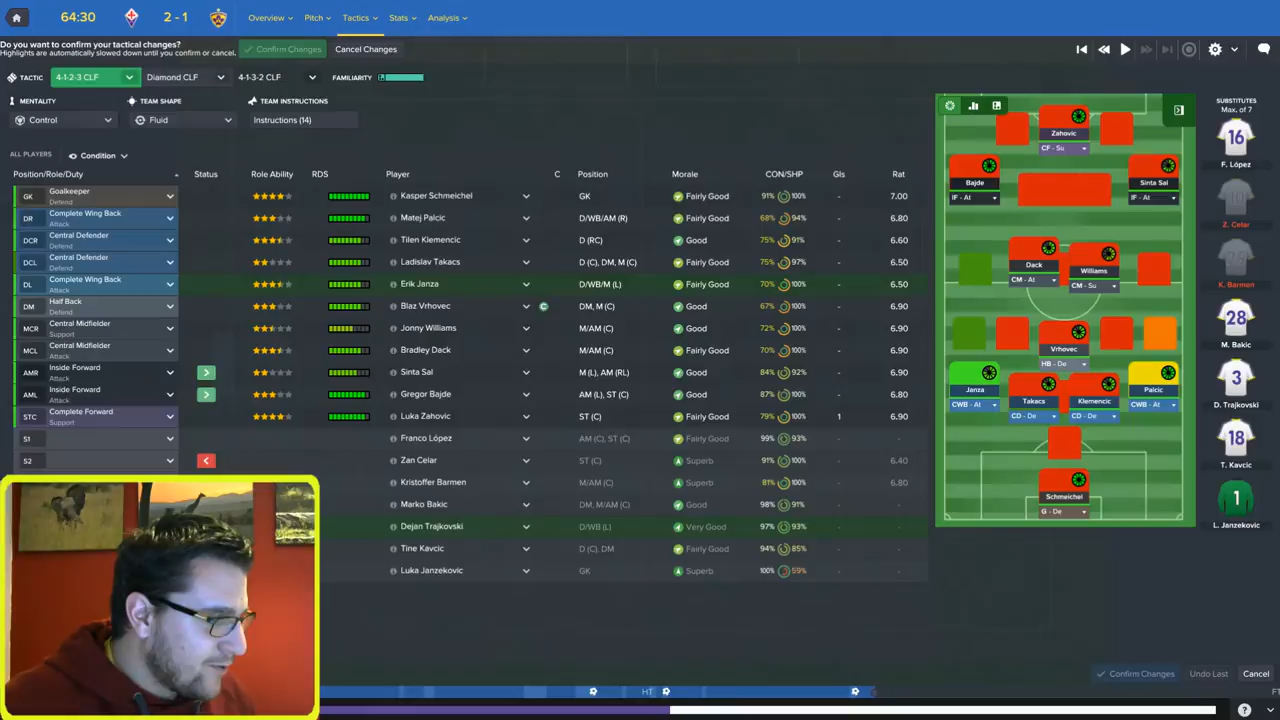 64:30
2 - 1
Overview
Pitch
Tactics
Stats
Analysis
Do you want to confirm your tactical changes?
Highlights are automatically slowed down until you confirm or cancel.
Confirm Changes
Cancel Changes
TACTIC
4-1-2-3 CLF
Diamond CLF
4-1-3-2 CLF
FAMILIARITY
MENTALITY
TEAM SHAPE
TEAM INSTRUCTIONS
Control
Fluid
Instructions (14)
ALL PLAYERS
Condition
Position/Role/Duty
Status
Role Ability
RDS
Player
C
Position
Morale
CON/SHP
Gls
Rat
GK Goalkeeper Defend Kasper Schmeichel GK Fairly Good 91% 100% - 7.00
DR Complete Wing Back Attack Matej Palcic D/WB/AM (R) Fairly Good 68% 94% - 6.80
DCR Central Defender Defend Tilen Klemencic D (RC) Good 75% 91% - 6.60
DCL Central Defender Defend Ladislav Takacs D (C), DM, M (C) Good 75% 97% - 6.50
DL Complete Wing Back Attack Erik Janza D/WB/M (L) Fairly Good 70% 100% - 6.50
DM Half Back Defend Blaz Vrhovec C DM, M (C) Good 67% 100% - 6.90
MCR Central Midfielder Support Jonny Williams M/AM (C) Good 72% 100% - 6.90
MCL Central Midfielder Attack Bradley Dack M/AM (C) Fairly Good 70% 100% - 6.90
AMR Inside Forward Attack Sinta Sal M (L), AM (RL) Good 84% 92% - 6.90
AML Inside Forward Attack Gregor Bajde AM (L), ST (C) Good 87% 100% - 6.80
STC Complete Forward Support Luka Zahovic ST (C) Fairly Good 79% 100% 1 6.90
S1 Franco López AM (C), ST (C) Fairly Good 99% 93% - -
S2 Zan Celar ST (C) Superb 91% 100% - 6.40
Kristoffer Barmen M/AM (C) Superb 81% 100% - 6.80
Marko Bakic DM, M/AM (C) Good 98% 91% - -
Dejan Trajkovski D/WB (L) Very Good 97% 93% - -
Tine Kavcic D (C), DM Fairly Good 94% 85% - -
Luka Janzekovic GK Superb 100% 59% - -
Zahovic
CF - Su
Bajde
IF - At
Sinta Sal
IF - At
Dack
CM - At
Williams
CM - Su
Vrhovec
HB - De
Janza
CWB - At
Takacs
CD - De
Klemencic
CD - De
Palcic
CWB - At
Schmeichel
G - De
SUBSTITUTES
Max. of 7
16
F. López
Z. Celar
K. Barmen
28
M. Bakic
3
D. Trajkovski
18
T. Kavcic
1
L. Janzekovic
Confirm Changes
Undo Last
Cancel
HT
FT